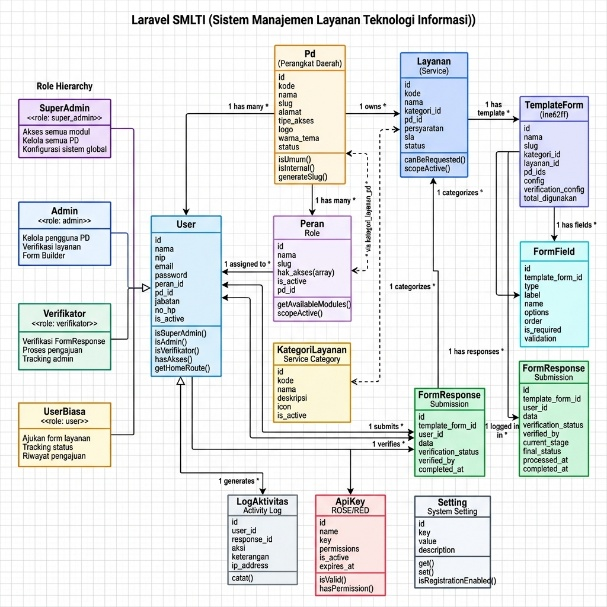 Laravel SMLTI (Sistem Manajemen Layanan Teknologi Informasi))
Role Hierarchy
SuperAdmin
<<role: super_admin>>
Akses semua modul
Kelola semua PD
Konfigurasi sistem global
Admin
<<role: admin>>
Kelola pengguna PD
Verifikasi layanan
Form Builder
Verifikator
<<role: verifikator>>
Verifikasi FormResponse
Proses pengajuan
Tracking admin
UserBiasa
<<role: user>>
Ajukan form layanan
Tracking status
Riwayat pengajuan
Pd
(Perangkat Daerah)
id
kode
nama
slug
alamat
tipe_akses
logo
warna_tema
status
isUmum()
isInternal()
generateSlug()
1 has many *
1 owns *
1 has many *
Layanan
(Service)
id
kode
nama
kategori_id
pd_id
persyaratan
sla
status
canBeRequested()
scopeActive()
1 has
template *
TemplateForm
(ine62ff)
id
nama
slug
kategori_id
layanan_id
pd_ids
config
verification_config
total_digunakan
1 has fields *
FormField
id
template_form_id
type
label
name
options
order
is_required
validation
User
id
nama
nip
email
password
peran_id
pd_id
jabatan
no_hp
is_active
isSuperAdmin()
isAdmin()
isVerifikator()
hasAkses()
getHomeRoute()
1 assigned to *
Peran
Role
id
nama
slug
hak_akses(array)
is_active
pd_id
getAvailableModules()
scopeActive()
via kategori_layanan_pd *
1 categorizes *
1 categorizes *
KategoriLayanan
Service Category
id
kode
nama
deskripsi
icon
is_active
1 has responses *
FormResponse
Submission
id
template_form_id
user_id
data
verification_status
verified_by
completed_at
1 logged in
in *
FormResponse
Submission
id
template_form_id
user_id
data
verification_status
verified_by
current_stage
final_status
processed_at
completed_at
1 submits *
1 verifies *
1 generates *
LogAktivitas
Activity Log
id
user_id
response_id
aksi
keterangan
ip_address
catat()
ApiKey
ROSE/RED
id
name
key
permissions
is_active
expires_at
isValid()
hasPermission()
Setting
System Setting
id
key
value
description
get()
set()
isRegistrationEnabled()